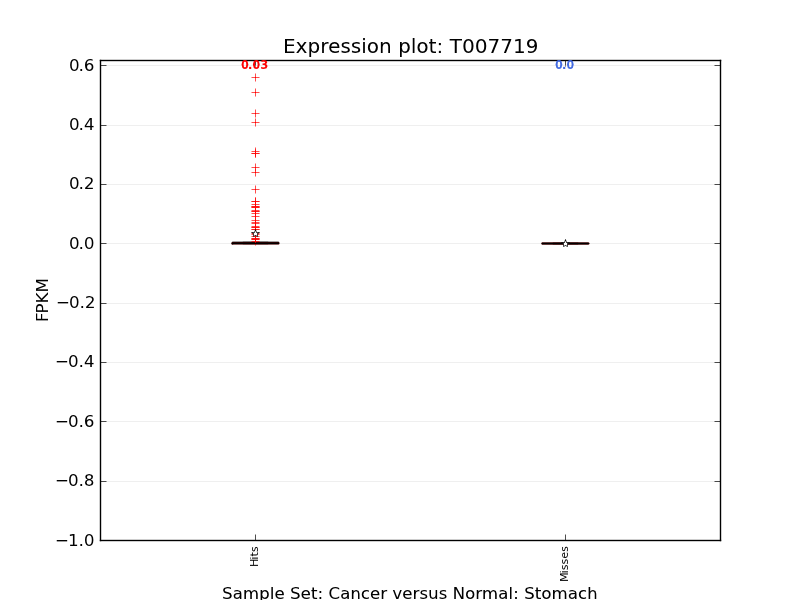 Expression plot: T007719
0.03
0.0
0.6
0.4
0.2
0.0
−0.2
−0.4
−0.6
−0.8
−1.0
FPKM
Hits
Misses
Sample Set: Cancer versus Normal: Stomach